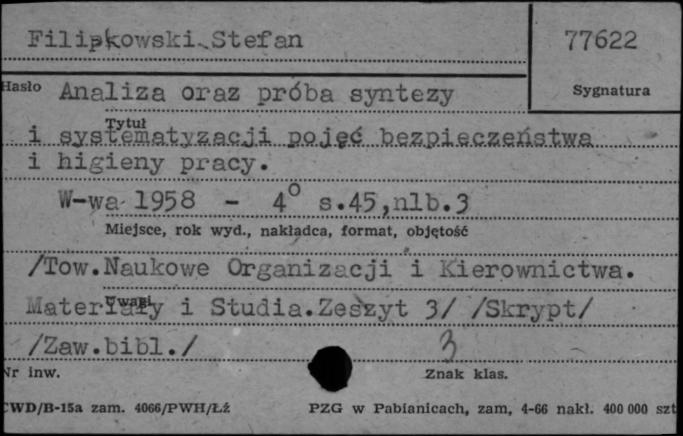 Filipkowski Stefan
77622
Hasło
Sygnatura
Analiza oraz próba syntezy
Tytuł
i systematyzacji pojęć bezpieczeństwa
i higieny pracy.
W-wa 1958 - 4° s.45,nlb.3
Miejsce, rok wyd., nakładca, format, objętość
/Tow.Naukowe Organizacji i Kierownictwa.
Uwagi
Materiały i Studia.Zeszyt 3/ /Skrypt/
/Zaw.bibl./
3
Nr inw.
Znak klas.
CWD/B-15a zam. 4066/PWH/Łź
PZG w Pabianicach, zam, 4-66 nakł. 400 000 szt